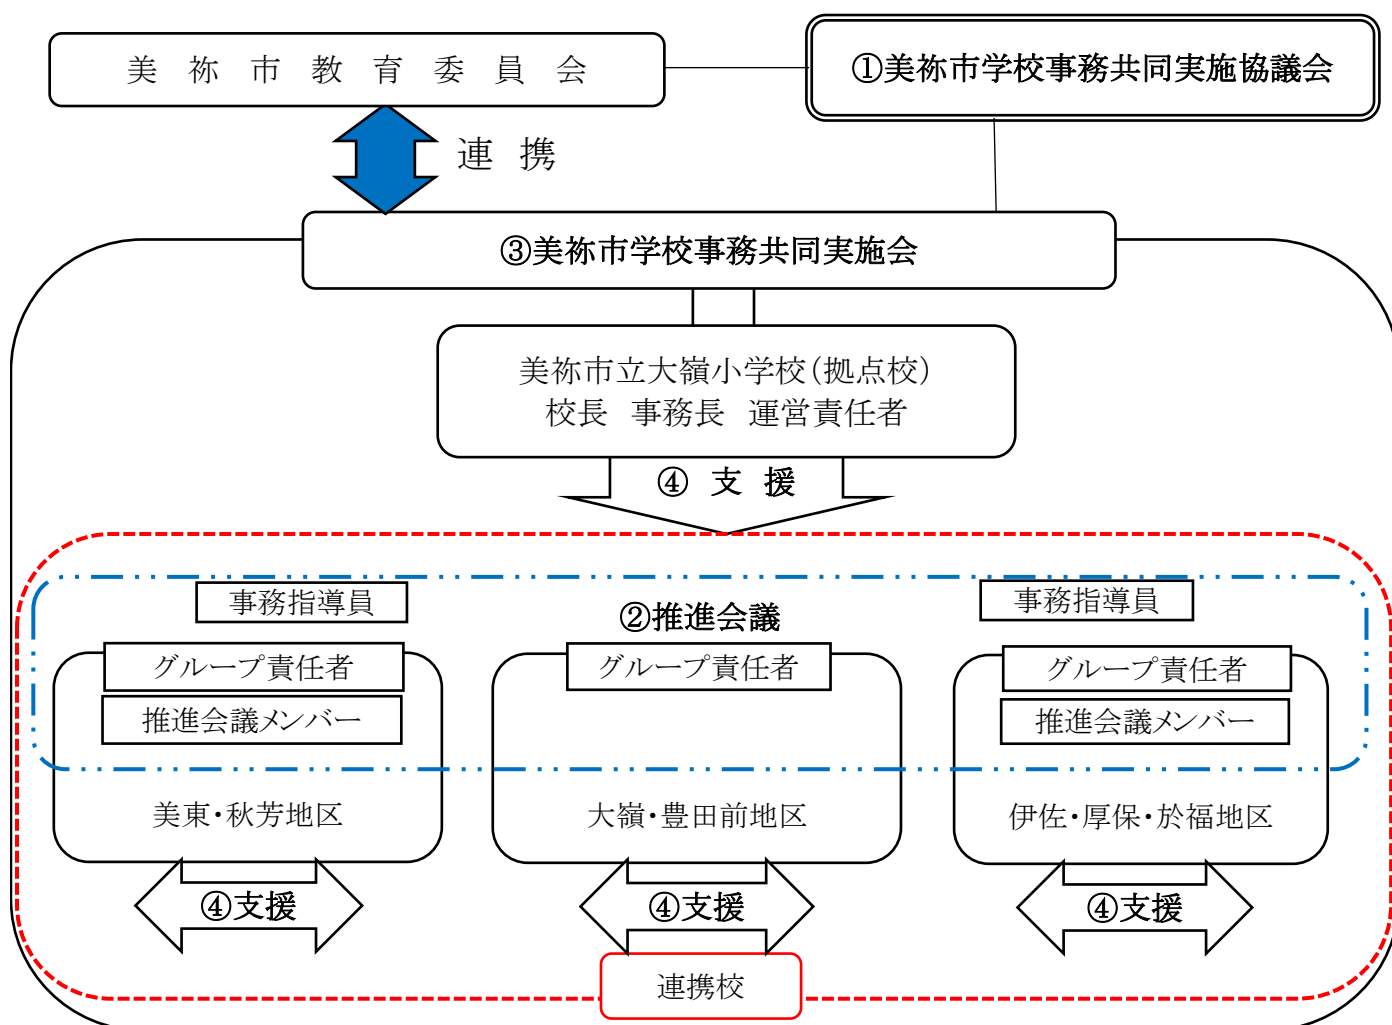 美祢市教育委員会
①美祢市学校事務共同実施協議会
連携
③美祢市学校事務共同実施会
美祢市立大嶺小学校(拠点校)
校長 事務長 運営責任者
④ 支 援
事務指導員
②推進会議
事務指導員
グループ責任者
グループ責任者
グループ責任者
推進会議メンバー
推進会議メンバー
美東・秋芳地区
大嶺・豊田前地区
伊佐・厚保・於福地区
④支援
④支援
④支援
連携校